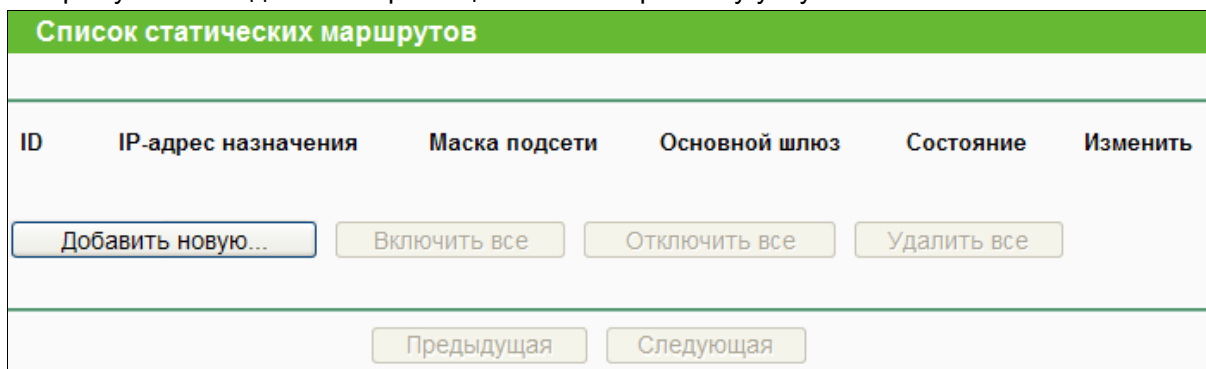 Список статических маршрутов
ID IP-адрес назначения Маска подсети Основной шлюз Состояние Изменить
Добавить новую... Включить все Отключить все Удалить все
Предыдущая Следующая